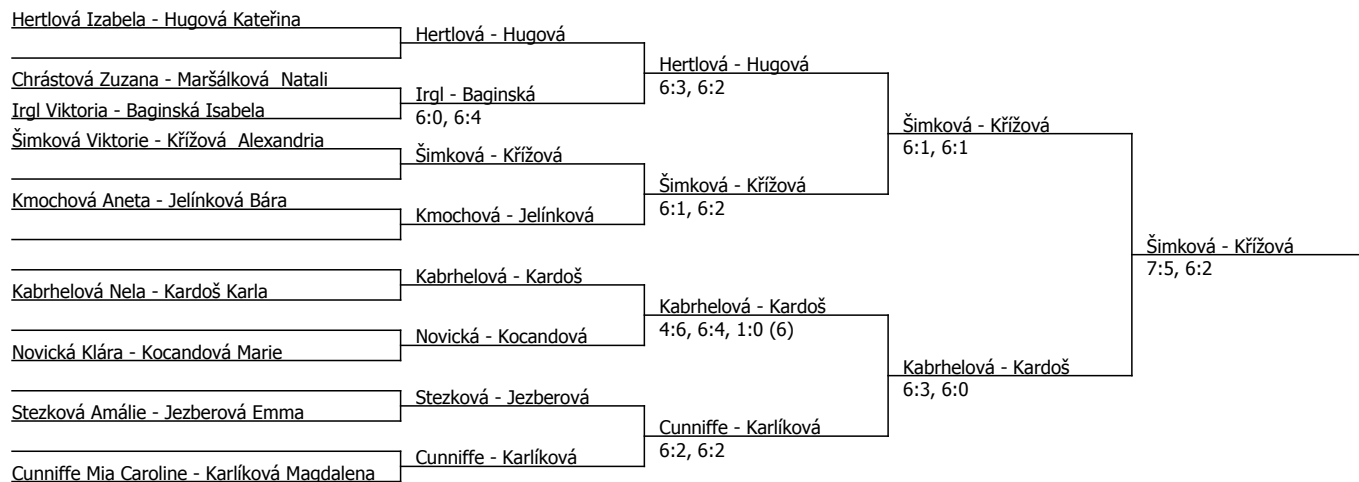 Hertlová Izabela - Hugová Kateřina
Hertlová - Hugová
Hertlová - Hugová
6:3, 6:2
Chrástová Zuzana - Maršálková  Natali
Irgl - Baginská
6:0, 6:4
Irgl Viktoria - Baginská Isabela
Šimková - Křížová
6:1, 6:1
Šimková Viktorie - Křížová  Alexandria
Šimková - Křížová
Šimková - Křížová
6:1, 6:2
Kmochová Aneta - Jelínková Bára
Kmochová - Jelínková
Šimková - Křížová
7:5, 6:2
Kabrhelová - Kardoš
Kabrhelová Nela - Kardoš Karla
Kabrhelová - Kardoš
4:6, 6:4, 1:0 (6)
Novická - Kocandová
Novická Klára - Kocandová Marie
Kabrhelová - Kardoš
6:3, 6:0
Stezková - Jezberová
Stezková Amálie - Jezberová Emma
Cunniffe - Karlíková
6:2, 6:2
Cunniffe - Karlíková
Cunniffe Mia Caroline - Karlíková Magdalena